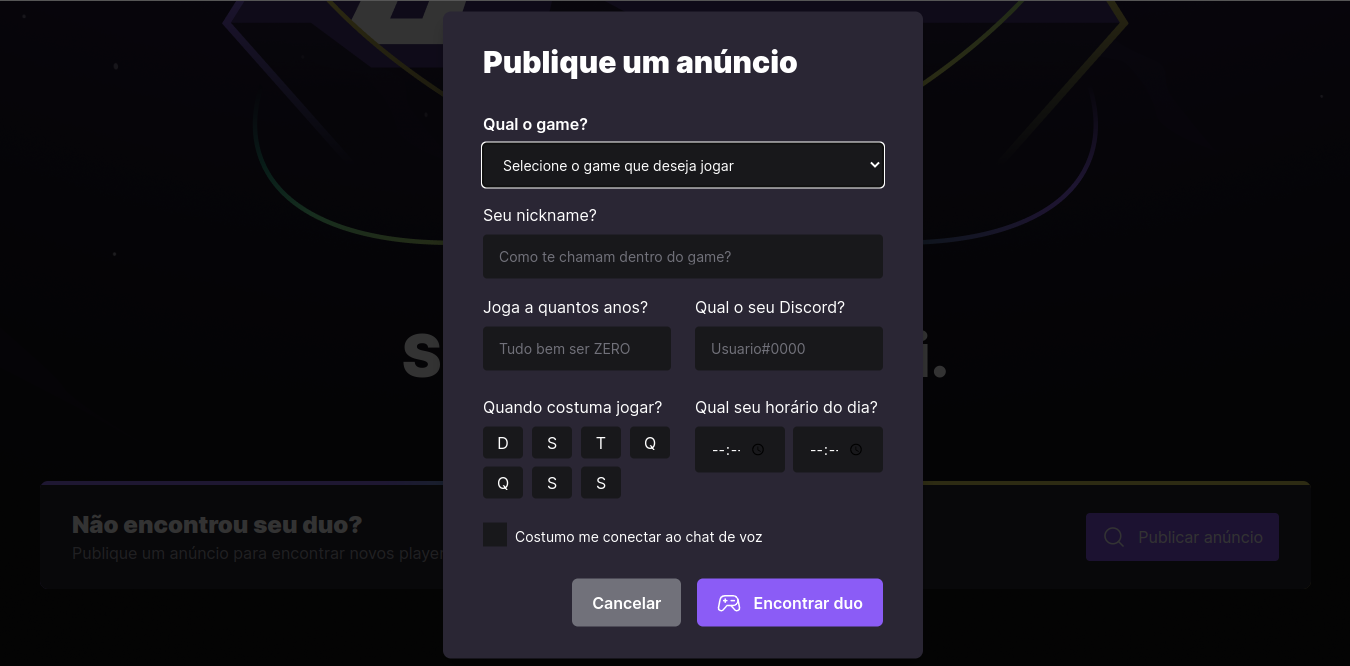 Publique um anúncio
Qual o game?
Selecione o game que deseja jogar
Seu nickname?
Como te chamam dentro do game?
Joga a quantos anos? Qual o seu Discord?
Tudo bem ser ZERO Usuario#0000
S i.
Quando costuma jogar? Qual seu horário do dia?
D S T Q --:-- --:--
Q S S
Não encontrou seu duo?
Costumo me conectar ao chat de voz
Publicar anúncio
Publique um anúncio para encontrar novos player
Cancelar Encontrar duo